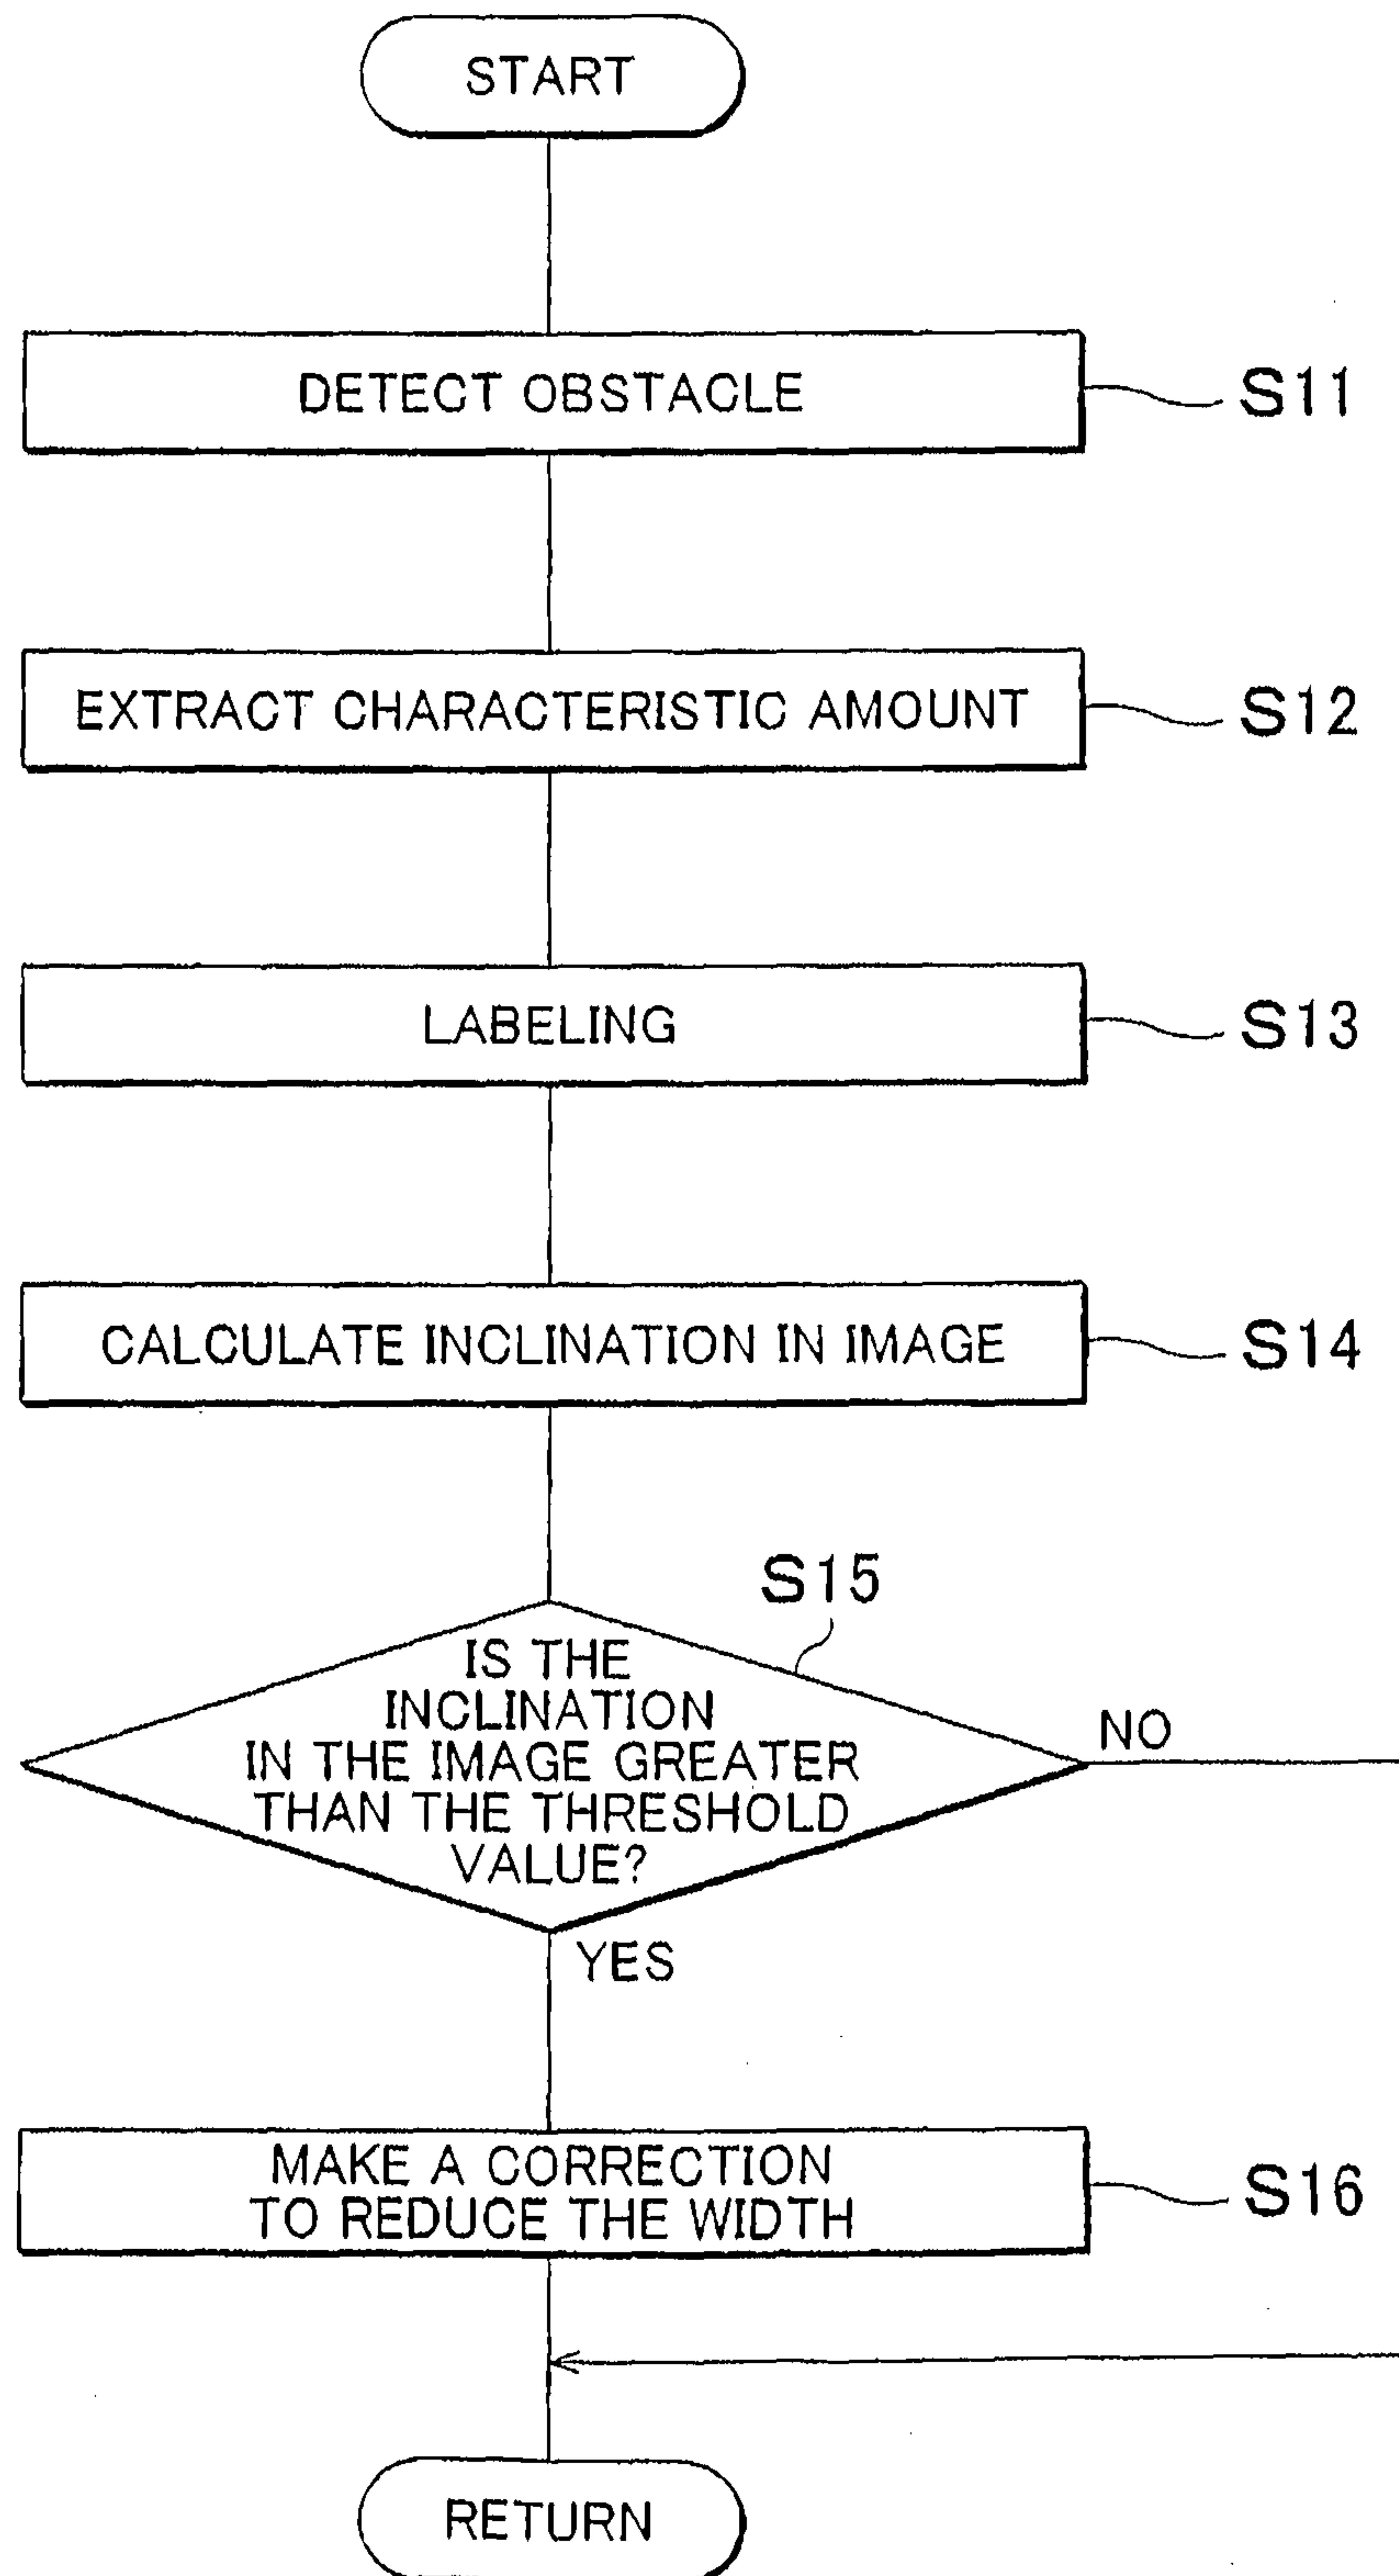 START
DETECT OBSTACLE
S11
EXTRACT CHARACTERISTIC AMOUNT
S12
LABELING
S13
CALCULATE INCLINATION IN IMAGE
S14
S15
IS THE
INCLINATION
IN THE IMAGE GREATER
THAN THE THRESHOLD
VALUE?
NO
YES
MAKE A CORRECTION
TO REDUCE THE WIDTH
S16
RETURN